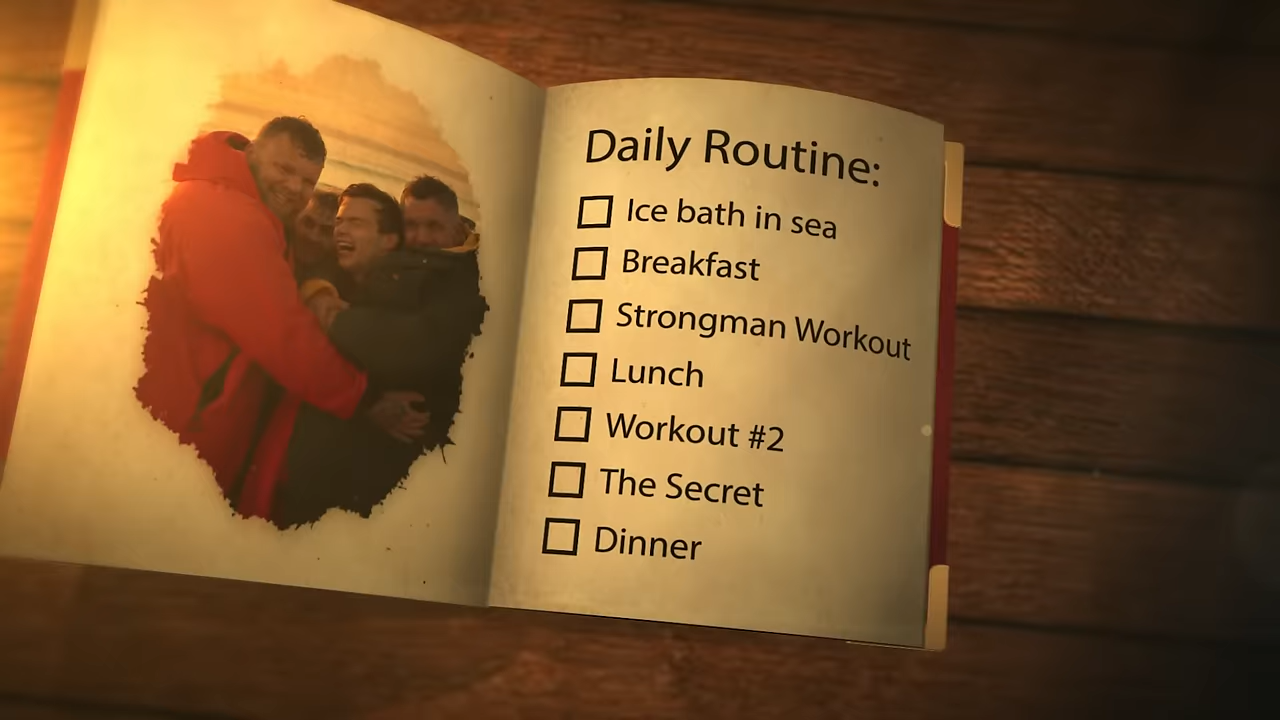 Daily Routine:
Ice bath in sea
Breakfast
Strongman Workout
Lunch
Workout #2
The Secret
Dinner